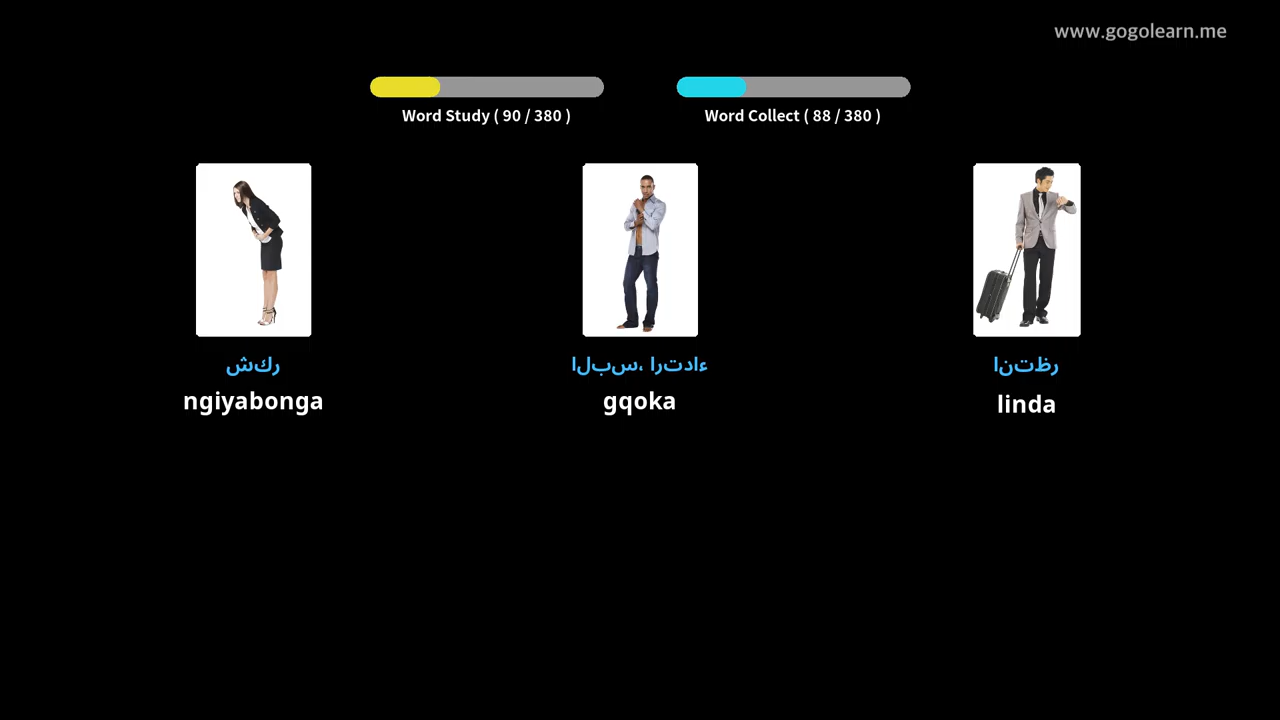 www.gogolearn.me
Word Study ( 90 / 380 )
Word Collect ( 88 / 380 )
شكر
البس، ارتداء
انتظر
ngiyabonga
gqoka
linda